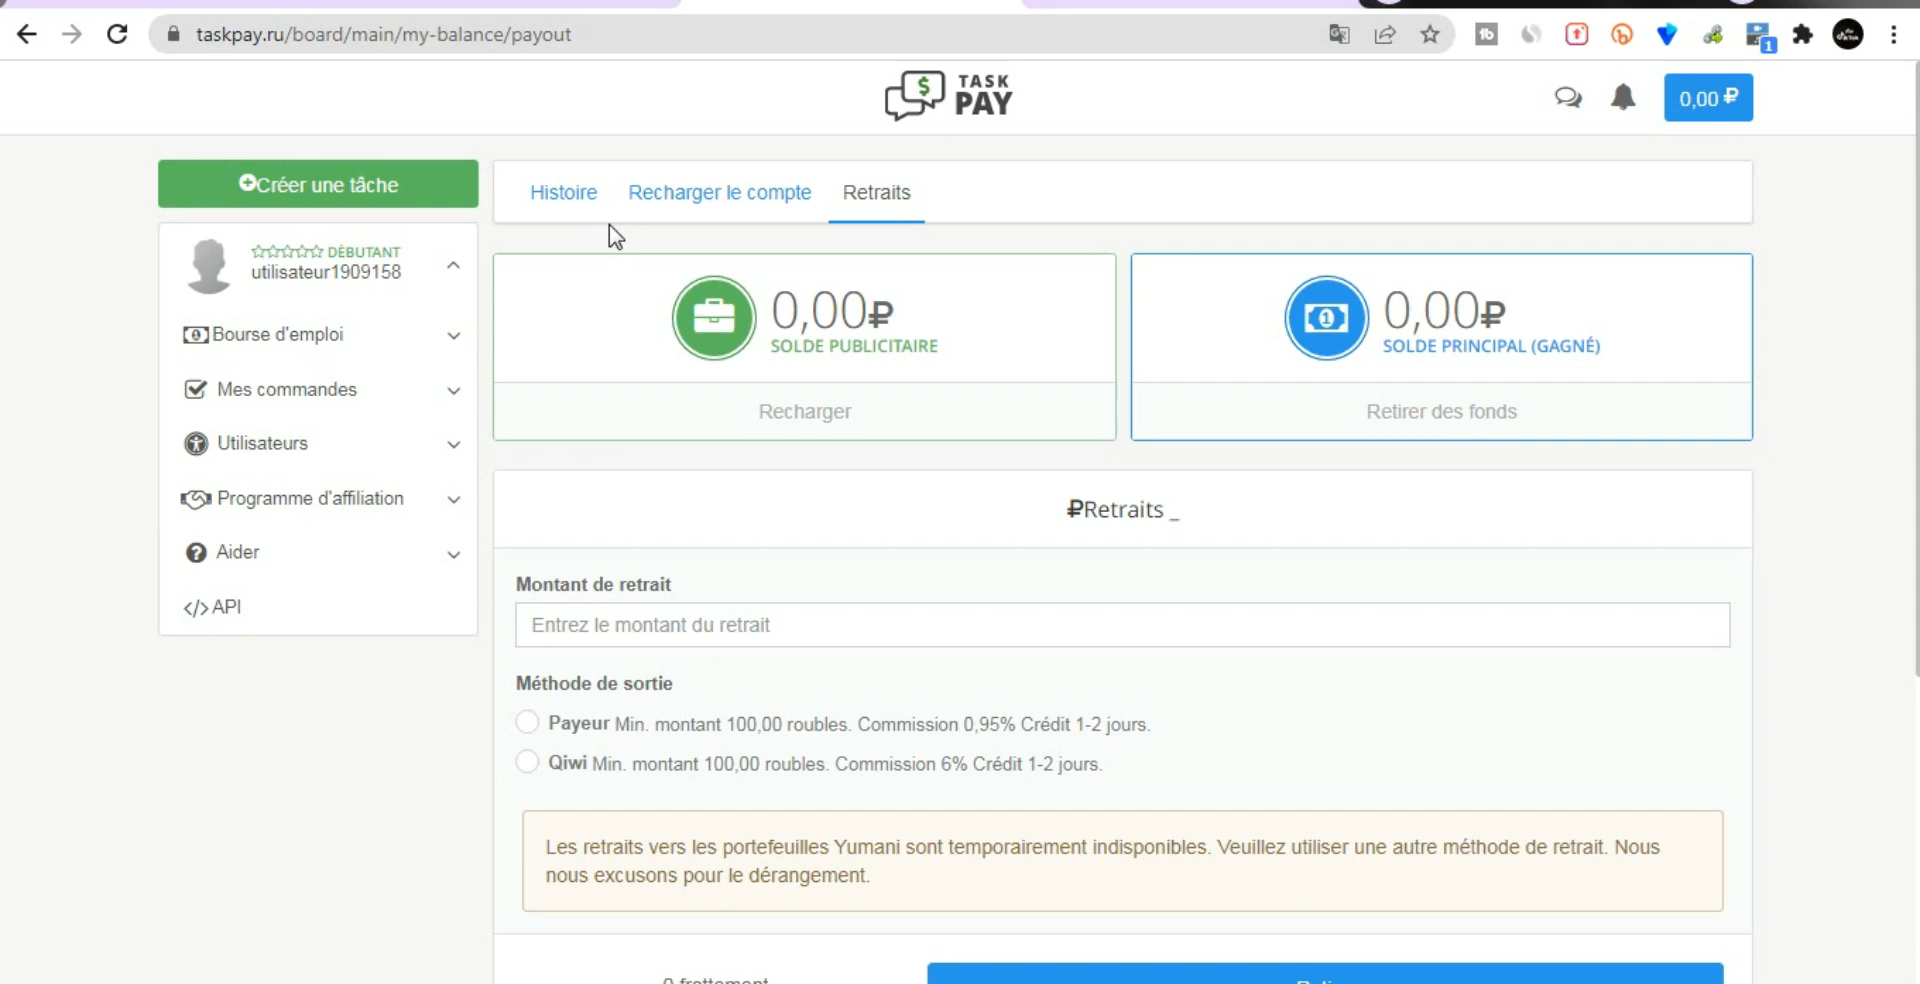 taskpay.ru/board/main/my-balance/payout
1
$ TASK PAY
0,00 ₽
Créer une tâche
Histoire
Recharger le compte
Retraits
DÉBUTANT
utilisateur1909158
Bourse d'emploi
Mes commandes
Utilisateurs
Programme d'affiliation
Aider
</> API
0,00₽
SOLDE PUBLICITAIRE
Recharger
0,00₽
SOLDE PRINCIPAL (GAGNÉ)
Retirer des fonds
₽Retraits _
Montant de retrait
Entrez le montant du retrait
Méthode de sortie
Payeur Min. montant 100,00 roubles. Commission 0,95% Crédit 1-2 jours.
Qiwi Min. montant 100,00 roubles. Commission 6% Crédit 1-2 jours.
Les retraits vers les portefeuilles Yumani sont temporairement indisponibles. Veuillez utiliser une autre méthode de retrait. Nous
nous excusons pour le dérangement.